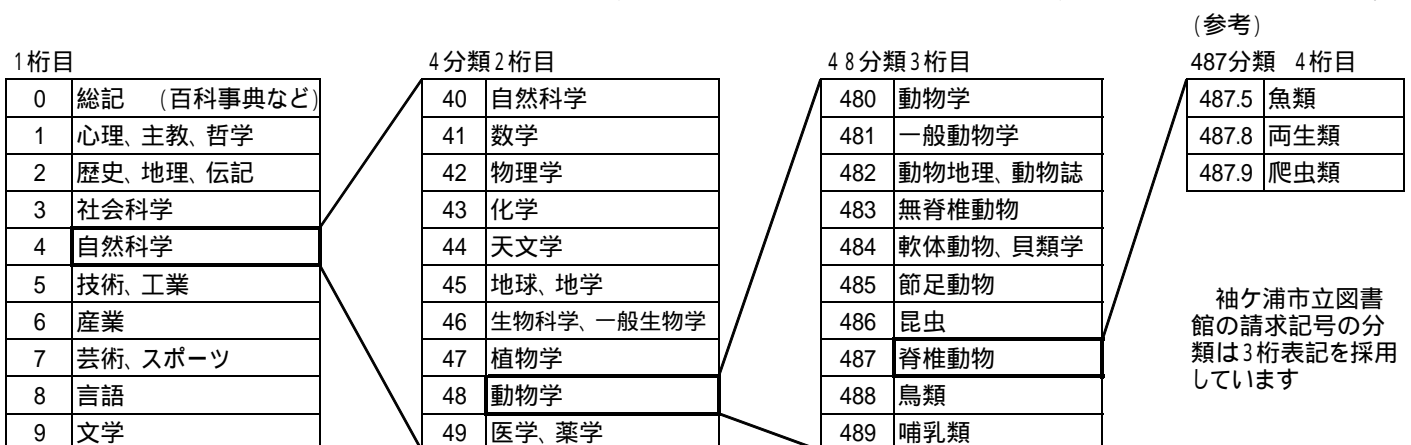 (参考)
1桁目
4分類2桁目
48分類3桁目
487分類 4桁目
0 総記 (百科事典など)
1 心理、主教、哲学
2 歴史、地理、伝記
3 社会科学
4 自然科学
5 技術、工業
6 産業
7 芸術、スポーツ
8 言語
9 文学
40 自然科学
41 数学
42 物理学
43 化学
44 天文学
45 地球、地学
46 生物科学、一般生物学
47 植物学
48 動物学
49 医学、薬学
480 動物学
481 一般動物学
482 動物地理、動物誌
483 無脊椎動物
484 軟体動物、貝類学
485 節足動物
486 昆虫
487 脊椎動物
488 鳥類
489 哺乳類
487.5 魚類
487.8 両生類
487.9 爬虫類
袖ケ浦市立図書
館の請求記号の分
類は3桁表記を採用
しています